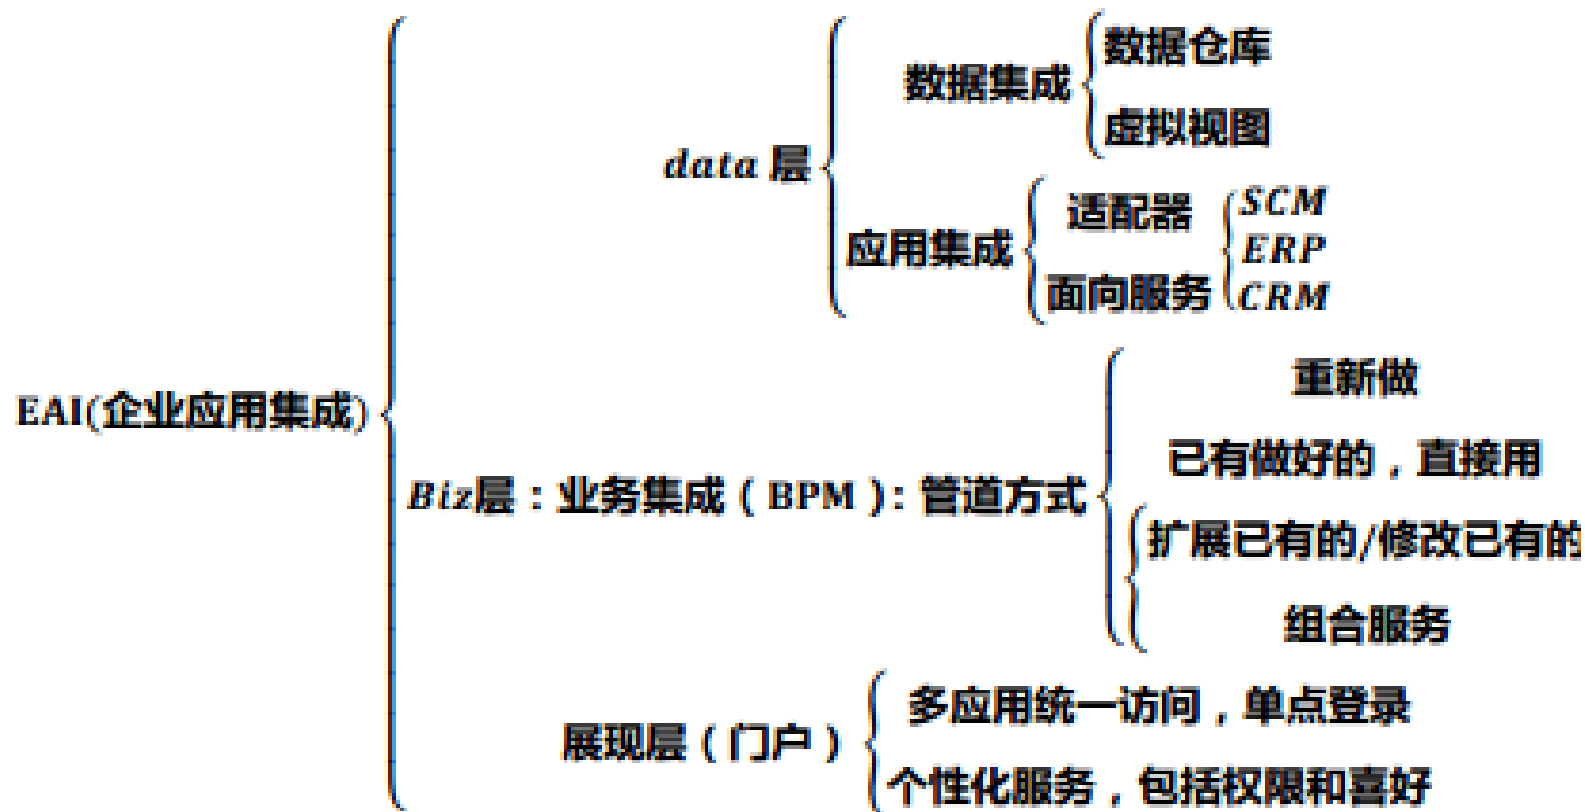 EAI(企业应用集成)
data 层
数据集成
数据仓库
虚拟视图
应用集成
适配器
面向服务
SCM
ERP
CRM
Biz层：业务集成（BPM）：管道方式
重新做
已有做好的，直接用
扩展已有的/修改已有的
组合服务
展现层（门户）
多应用统一访问，单点登录
个性化服务，包括权限和喜好